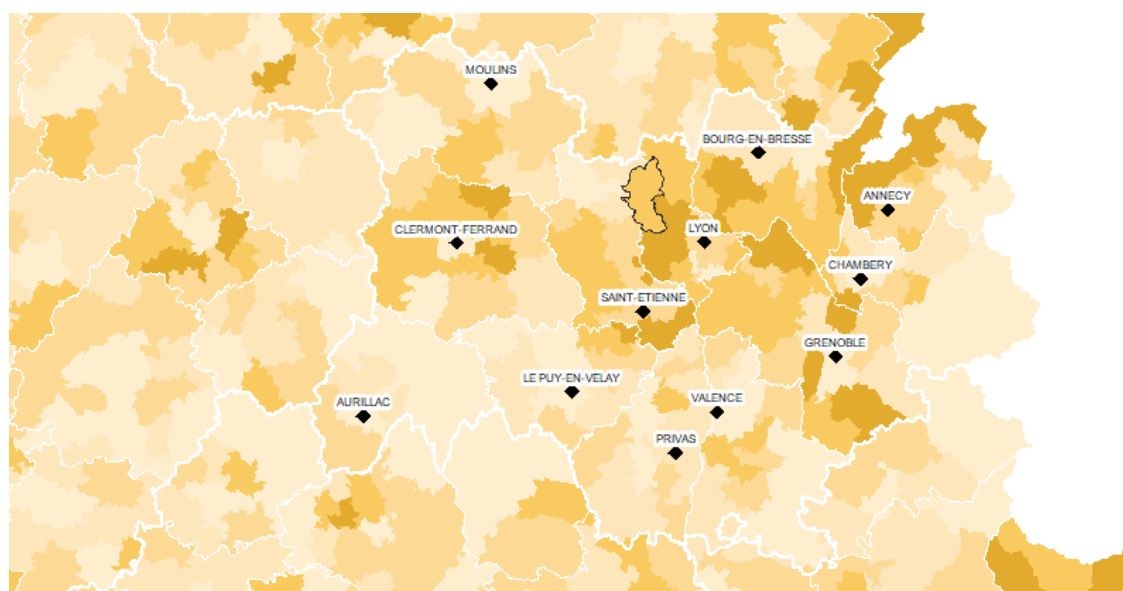 MOULINS
BOURG-EN-BRESSE
ANNECY
CLERMONT-FERRAND
LYON
CHAMBERY
SAINT-ETIENNE
GRENOBLE
LE PUY-EN-VELAY
AURILLAC
VALENCE
PRIVAS